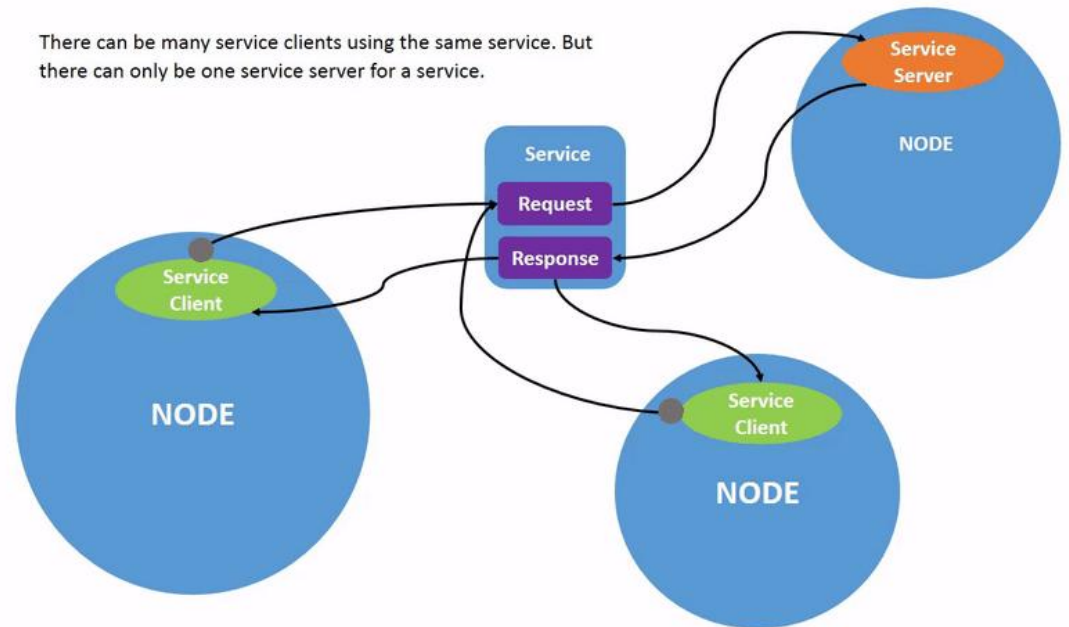 There can be many service clients using the same service. But
there can only be one service server for a service.
Service
Server
NODE
Service
Request
Response
Service
Client
NODE
Service
Client
NODE